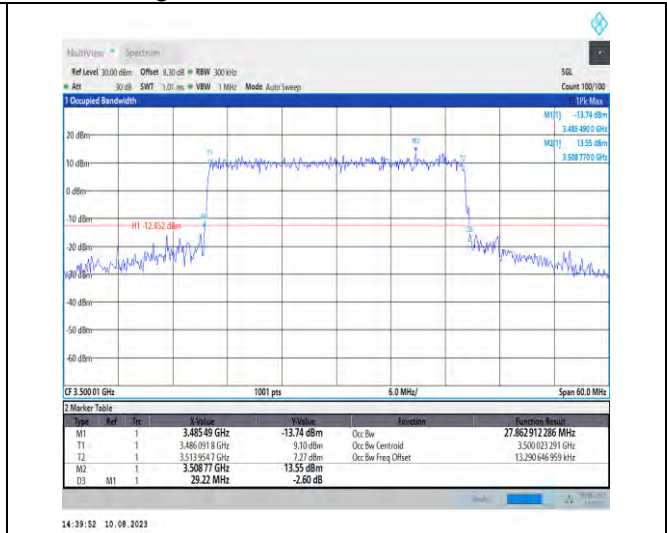 MultiView Spectrum
Ref Level 30.00 dBm Offset 8.30 dB RBW 300 kHz SGL
Att 30 dB SWT 1.01 ms VBW 1 MHz Mode Auto Sweep Count 100/100
1 Occupied Bandwidth 1Pk Max
M1[1] -13.74 dBm
3.485 490 0 GHz
M2[1] 13.55 dBm
3.508 770 0 GHz
20 dBm
10 dBm
0 dBm
-10 dBm
H1 -12.452 dBm
-20 dBm
-30 dBm
-40 dBm
-50 dBm
-60 dBm
T1
M2
CF 3.500 01 GHz 1001 pts 6.0 MHz/ Span 60.0 MHz
2 Marker Table
Type Ref Trc X-Value Y-Value Function Function Result
M1 1 3.485 49 GHz -13.74 dBm Occ Bw 27.862 912 286 MHz
T1 1 3.486 091 8 GHz 9.10 dBm Occ Bw Centroid 3.500 023 291 GHz
T2 1 3.513 954 7 GHz 7.27 dBm Occ Bw Freq Offset 13.290 646 959 kHz
M2 1 3.508 77 GHz 13.55 dBm
D3 M1 1 29.22 MHz -2.60 dB
14:39:52 10.08.2023